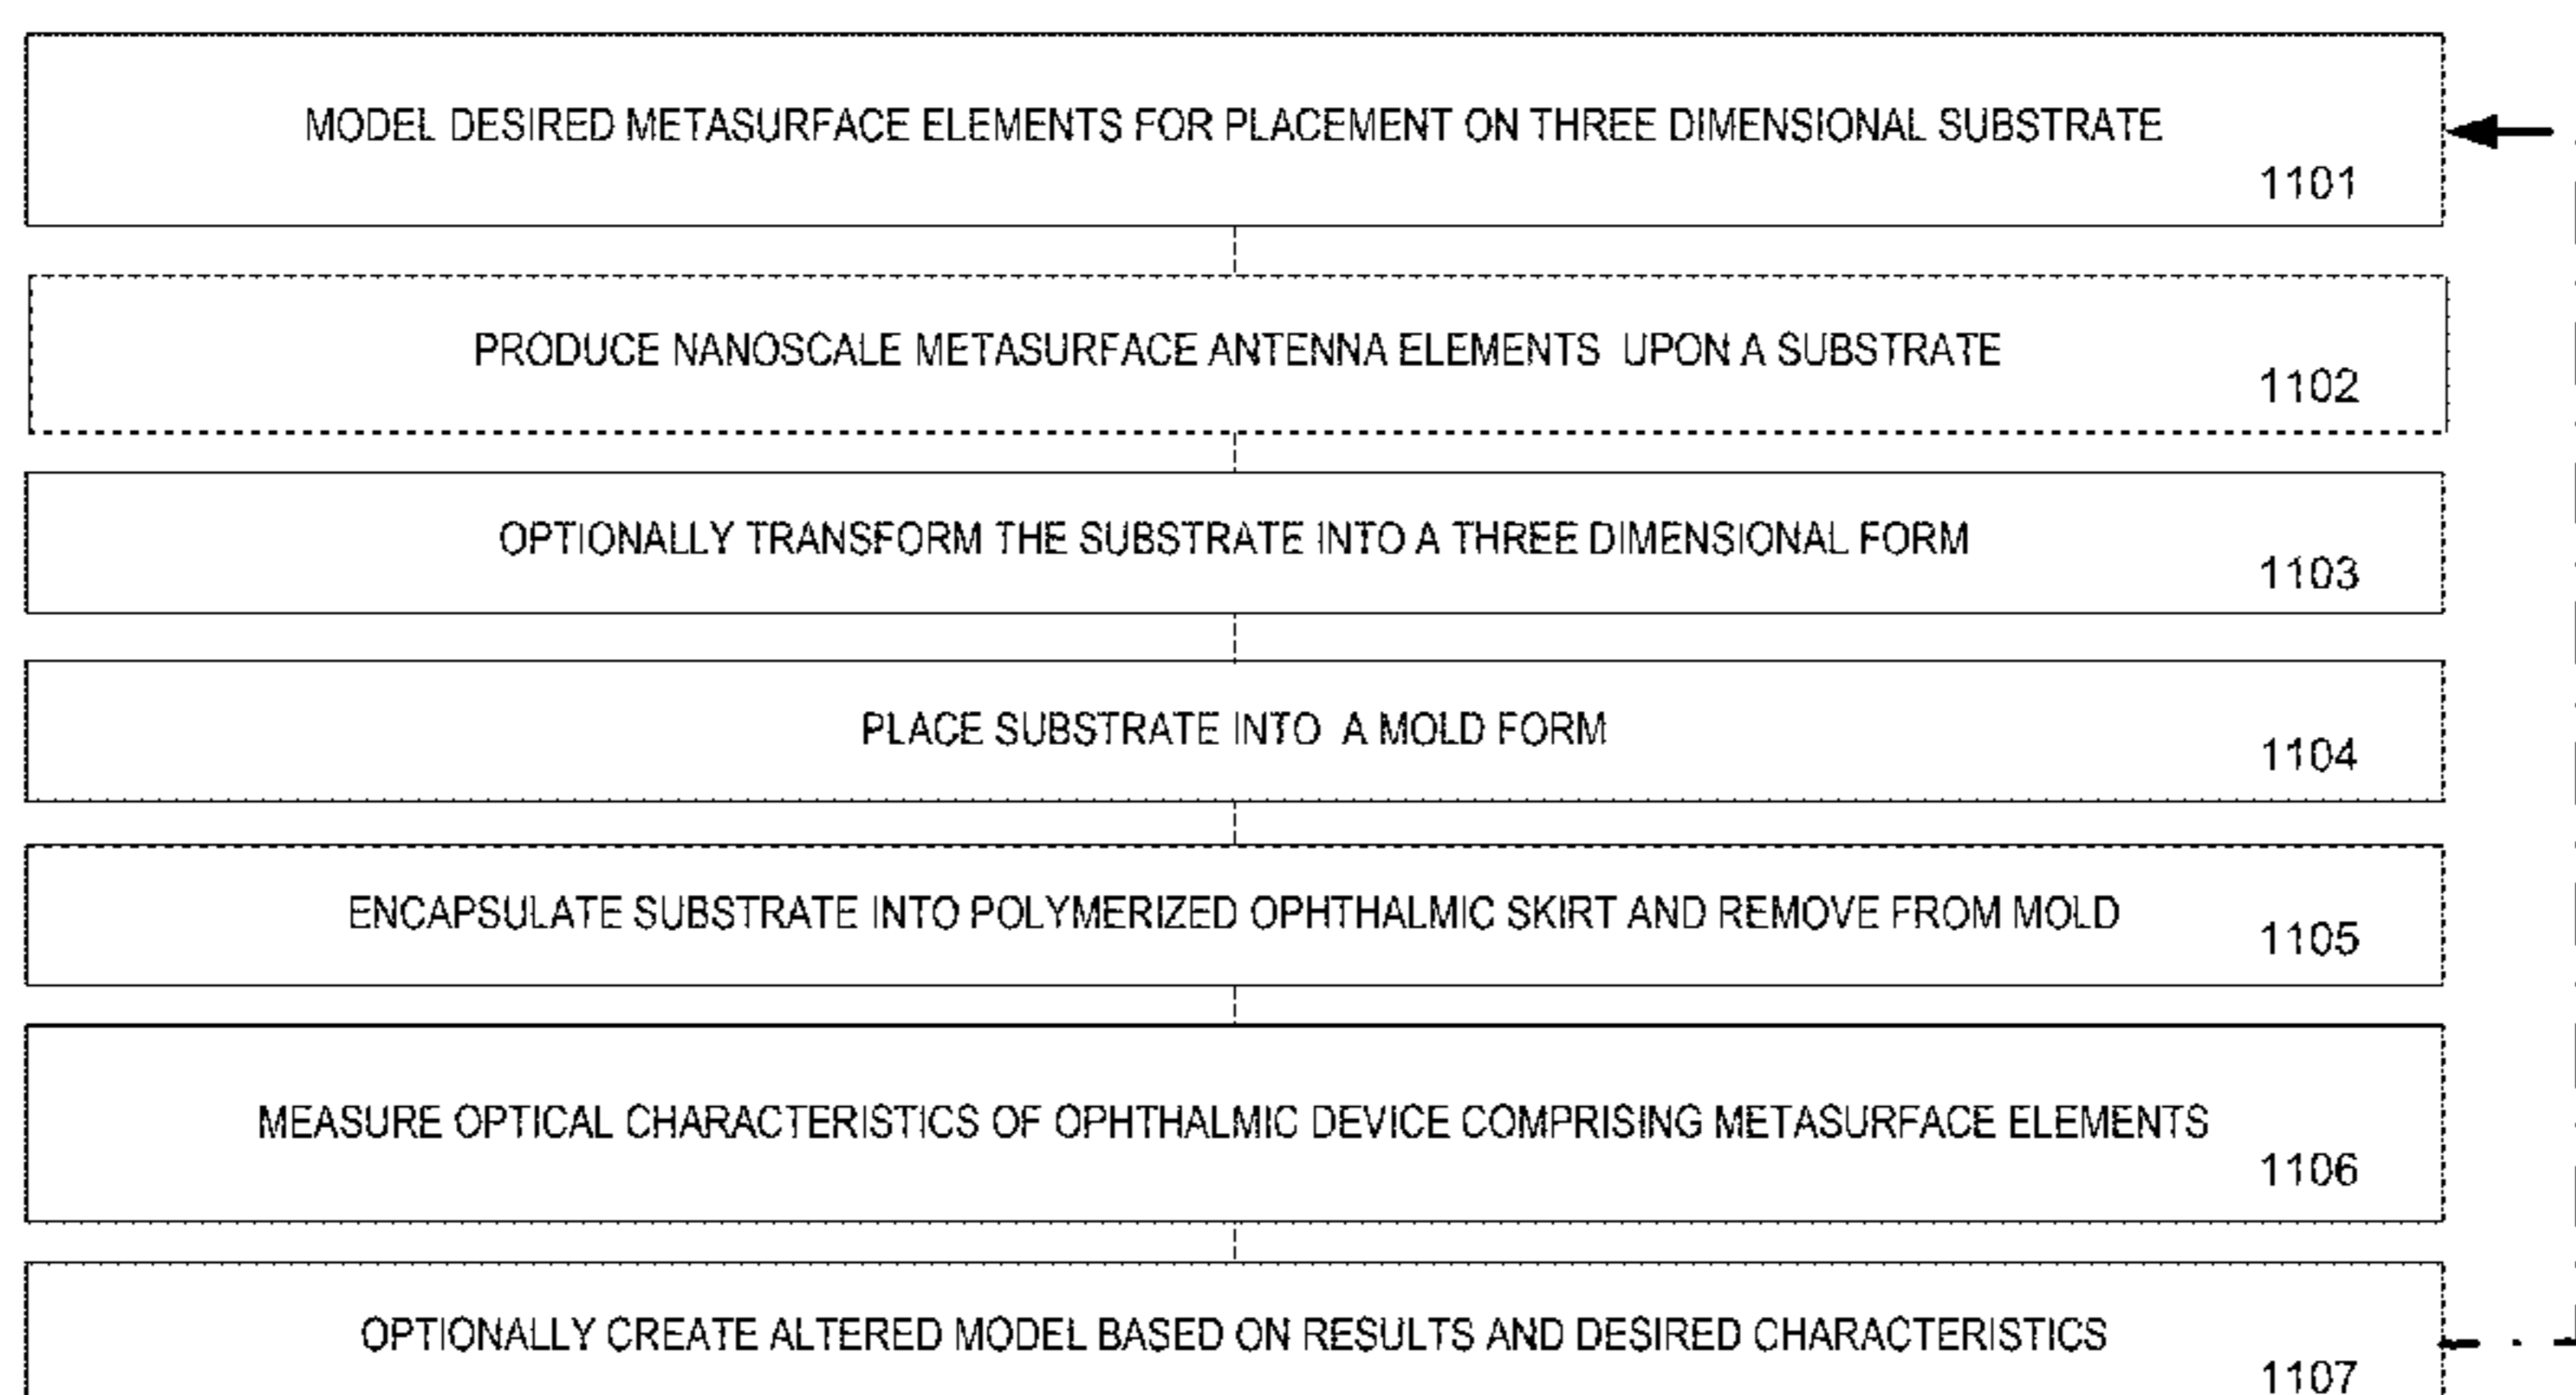 MODEL DESIRED METASURFACE ELEMENTS FOR PLACEMENT ON THREE DIMENSIONAL SUBSTRATE
1101
PRODUCE NANOSCALE METASURFACE ANTENNA ELEMENTS UPON A SUBSTRATE
1102
OPTIONALLY TRANSFORM THE SUBSTRATE INTO A THREE DIMENSIONAL FORM
1103
PLACE SUBSTRATE INTO A MOLD FORM
1104
ENCAPSULATE SUBSTRATE INTO POLYMERIZED OPHTHALMIC SKIRT AND REMOVE FROM MOLD
1105
MEASURE OPTICAL CHARACTERISTICS OF OPHTHALMIC DEVICE COMPRISING METASURFACE ELEMENTS
1106
OPTIONALLY CREATE ALTERED MODEL BASED ON RESULTS AND DESIRED CHARACTERISTICS
1107